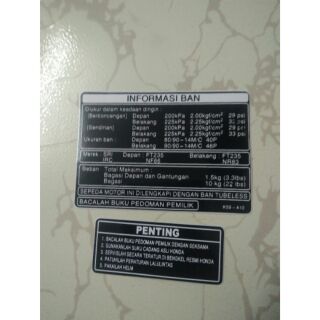 INFORMASI BAN
Diukur dalam keadaan dingin:
(Berboncengan) Depan 200kPa 2.00kgf/cm² 29 psi
Belakang 225kPa 2.25kgf/cm² 33 psi
(Sendirian) Depan 200kPa 2.00kgf/cm² 29 psi
Belakang 225kPa 2.25kgf/cm² 33 psi
Ukuran ban : Depan 80/90-14M/C 40P
Belakang 90/90-14M/C 46P
Merek : SRI Depan : FT235 Belakang : FT235
IRC NF66 NR82
Beban Total Maksimum :
Bagasi Depan dan Gantungan 1.5kg (3.3lbs)
Bagasi 10 kg (22 lbs)
SEPEDA MOTOR INI DILENGKAPI DENGAN BAN TUBELESS
BACALAH BUKU PEDOMAN PEMILIK
PENTING
1. BACALAH BUKU PEDOMAN PEMILIK DENGAN SEKSAMA
2. GUNAKANLAH SUKU CADANG ASLI HONDA
3. SERVISLAH SECARA TERATUR DI BENGKEL RESMI HONDA
4. PATUHILAH PERATURAN LALULINTAS
5. PAKAILAH HELM